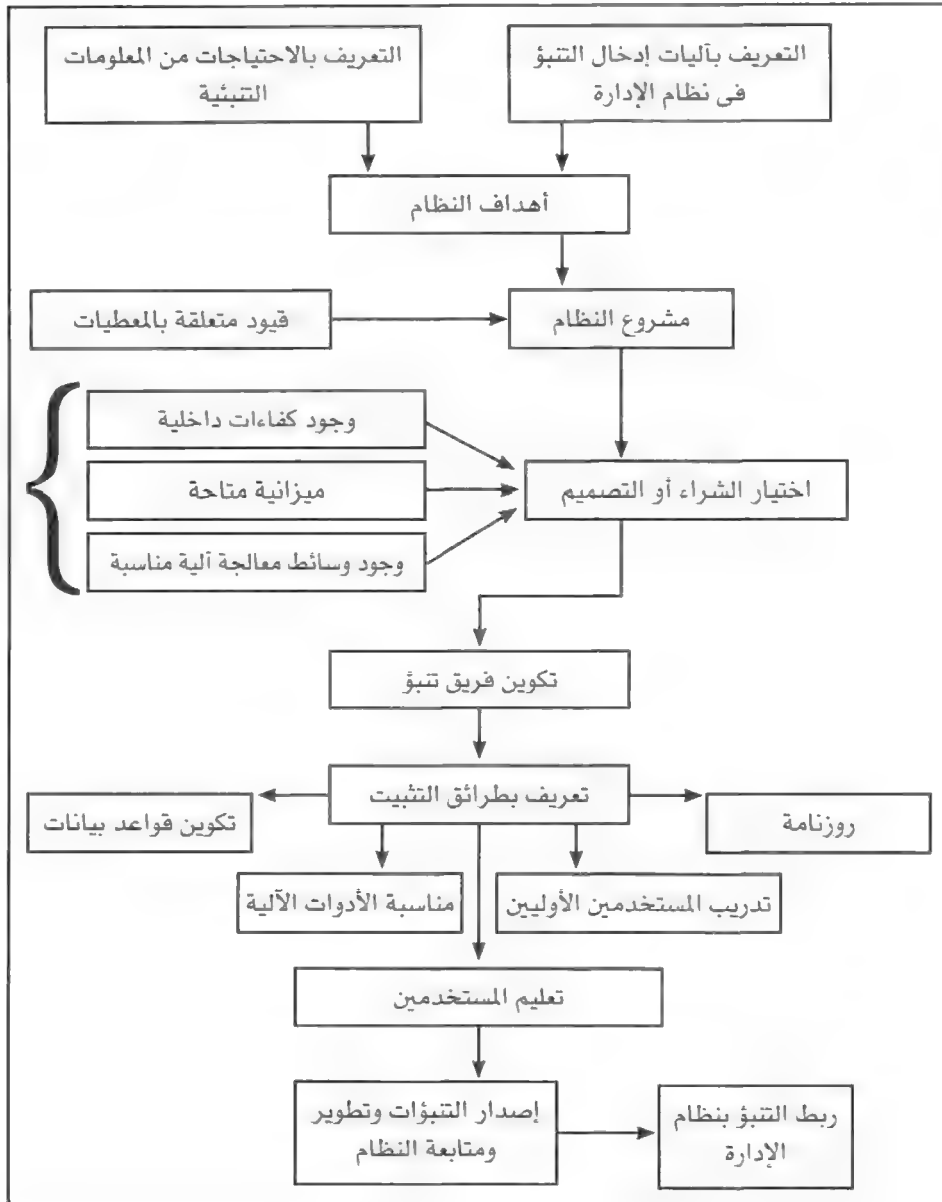 التعريف بآليات إدخال التنبؤ
فى نظام الإدارة
التعريف بالاحتياجات من المعلومات
التنبئية
أهداف النظام
مشروع النظام
قيود متعلقة بالمعطيات
وجود كفاءات داخلية
ميزانية متاحة
وجود وسائط معالجة آلية مناسبة
اختيار الشراء أو التصميم
تكوين فريق تنبؤ
تعريف بطرائق التثبيت
روزنامة
تكوين قواعد بيانات
تدريب المستخدمين الأوليين
مناسبة الأدوات الآلية
تعليم المستخدمين
إصدار التنبؤات وتطوير
ومتابعة النظام
ربط التنبؤ بنظام
الإدارة